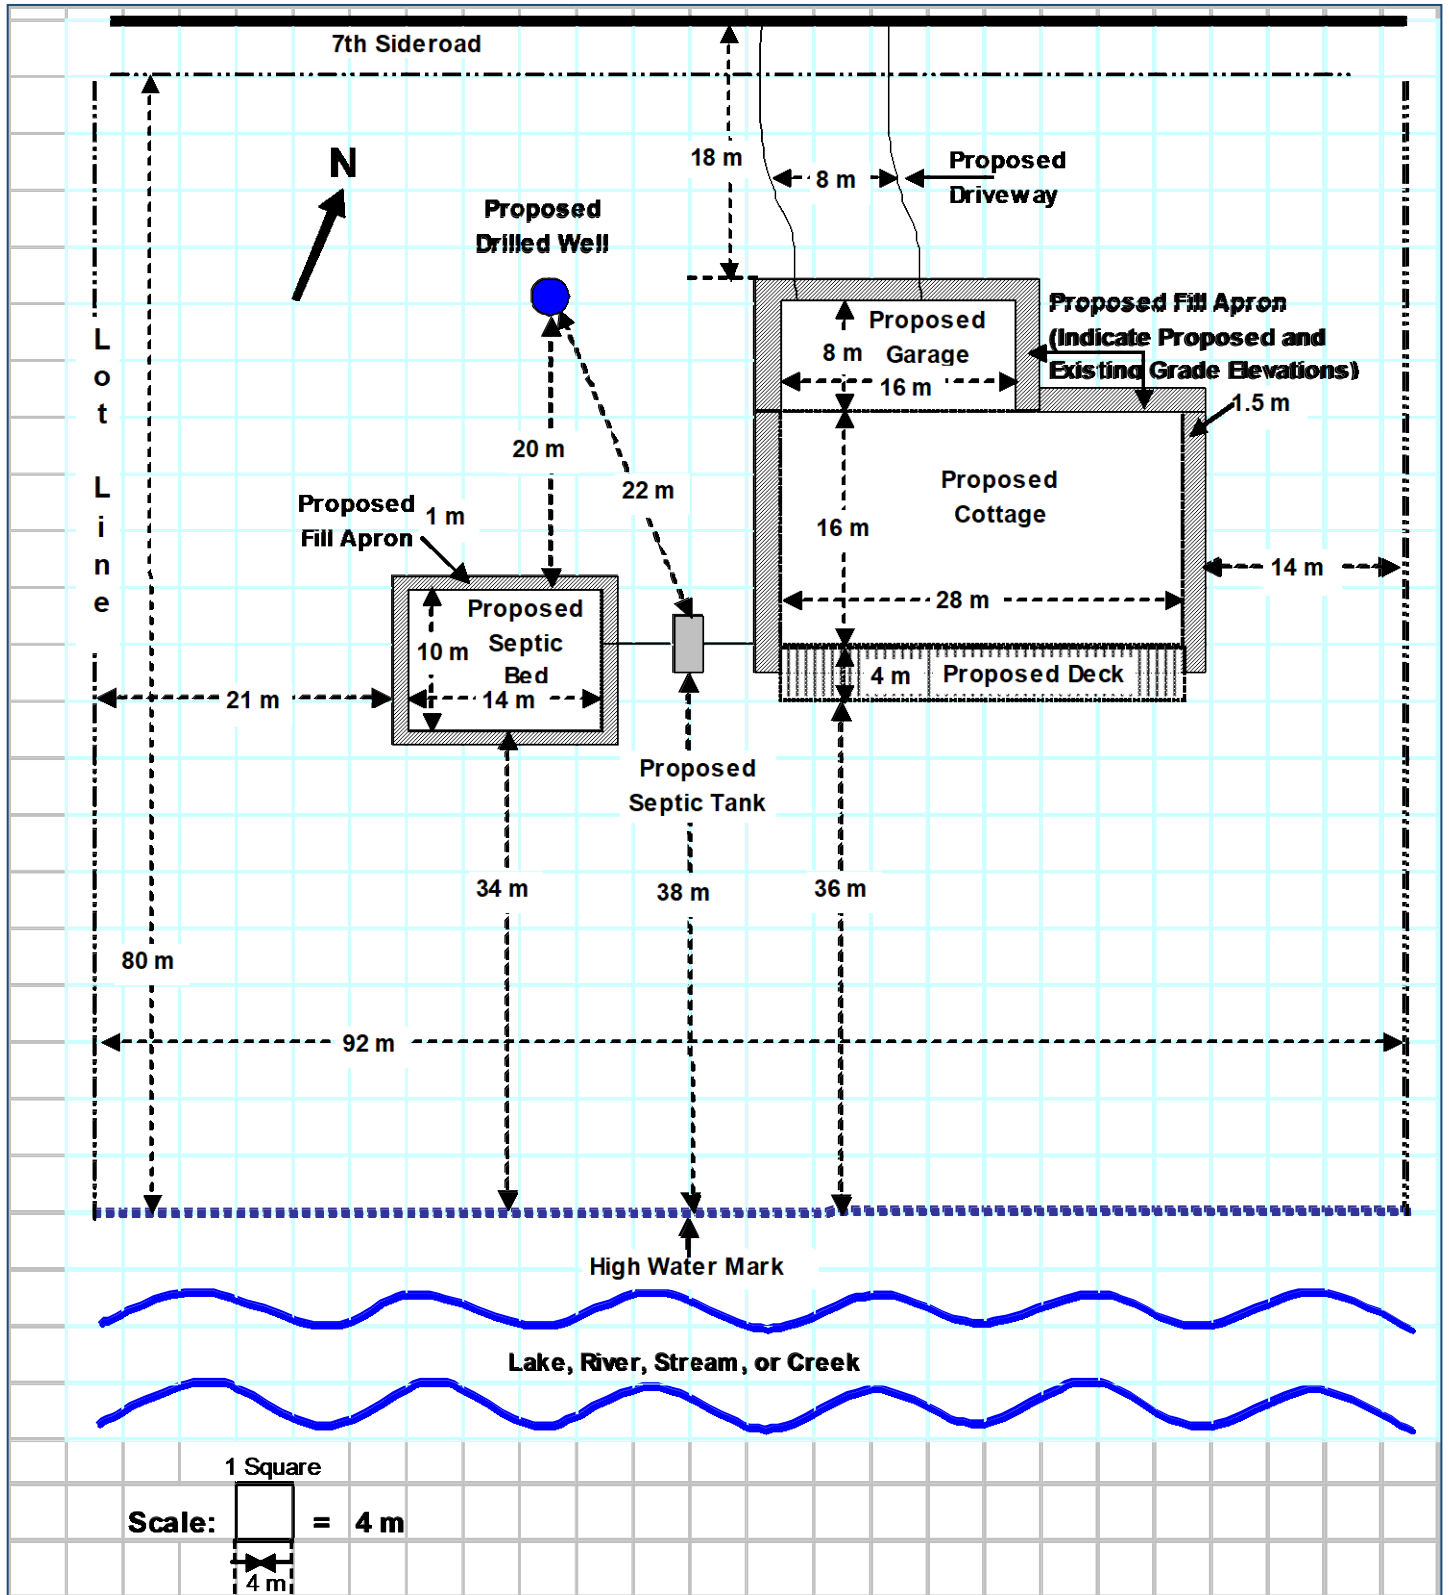 7th Sideroad
N
18 m
8 m
Proposed
Driveway
Proposed
Drilled Well
Lot Line
Proposed
Garage
8 m
16 m
Proposed Fill Apron
(Indicate Proposed and
Existing Grade Elevations)
1.5 m
20 m
22 m
Proposed
Cottage
16 m
28 m
14 m
Proposed
Fill Apron
1 m
Proposed
Septic
Bed
10 m
14 m
21 m
4 m
Proposed Deck
Proposed
Septic Tank
34 m
38 m
36 m
80 m
92 m
High Water Mark
Lake, River, Stream, or Creek
1 Square
Scale: = 4 m
4 m